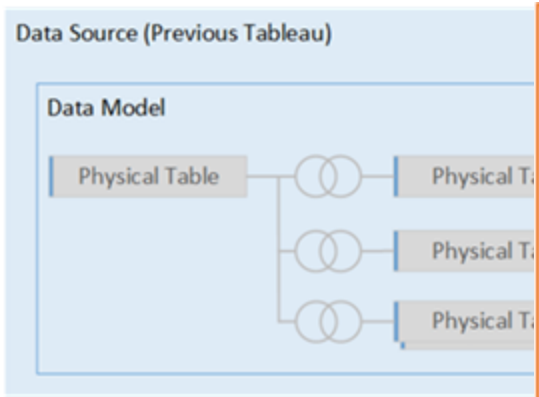 Data Source (Previous Tableau)
Data Model
Physical Table
Physical Ta
Physical Ta
Physical Ta